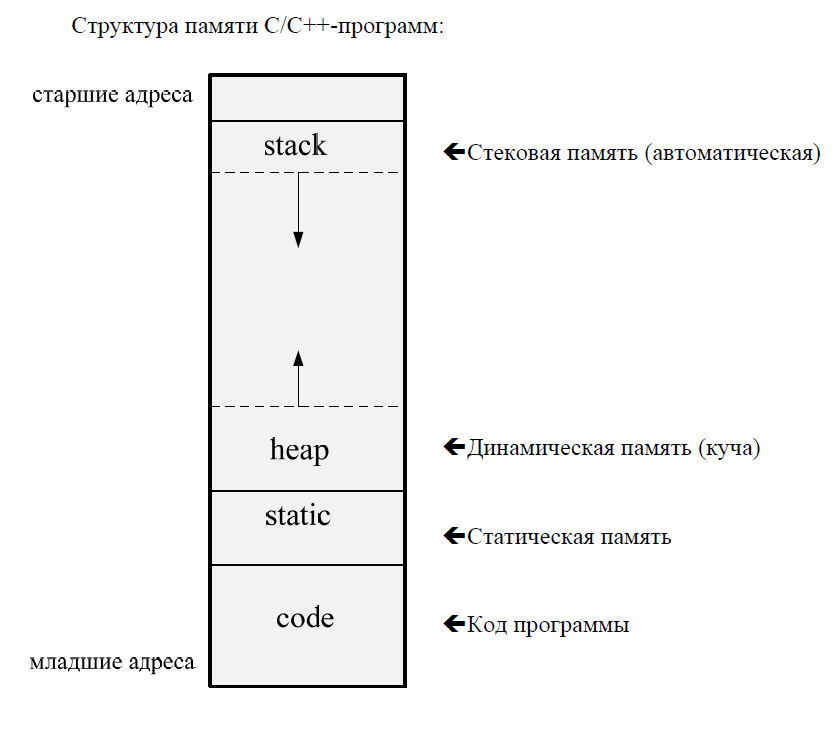 Структура памяти С/С++-программ:
старшие адреса
stack
🡸Стековая память (автоматическая)
heap
🡸Динамическая память (куча)
static
🡸Статическая память
code
🡸Код программы
младшие адреса